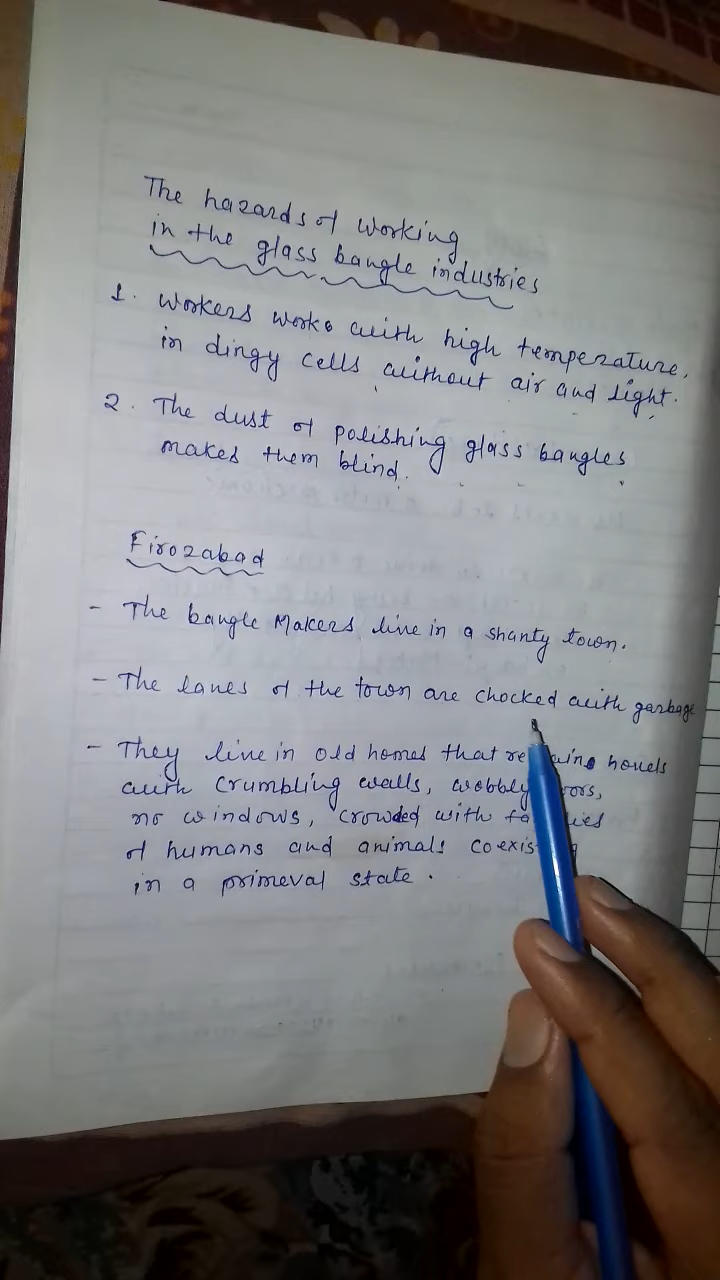 The hazards of working
in the glass bangle industries
1. Workers works with high temperature,
in dingy cells without air and light.
2. The dust of polishing glass bangles
makes them blind.
Firozabad
- The bangle Makers live in a shanty town.
- The lanes of the town are chocked with garbage
- They live in old homes that hovels
with crumbling walls, wobbly
no windows, crowded with
of humans and animals
in a primeval state.